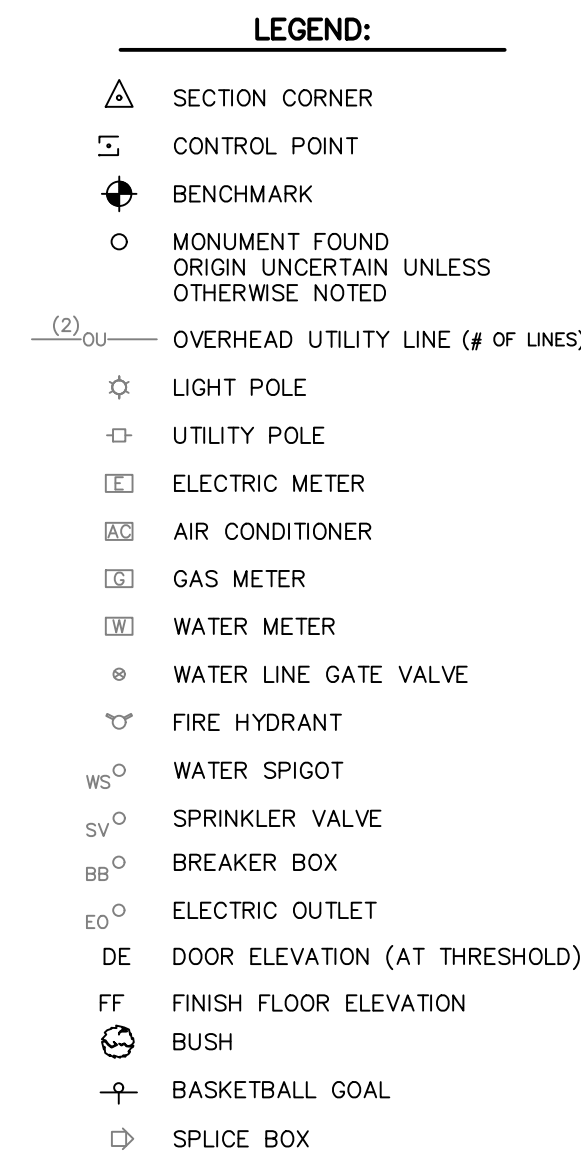 LEGEND:
SECTION CORNER
CONTROL POINT
BENCHMARK
MONUMENT FOUND
ORIGIN UNCERTAIN UNLESS
OTHERWISE NOTED
(2) OU OVERHEAD UTILITY LINE (# OF LINES)
LIGHT POLE
UTILITY POLE
E ELECTRIC METER
AC AIR CONDITIONER
G GAS METER
W WATER METER
WATER LINE GATE VALVE
FIRE HYDRANT
WS WATER SPIGOT
SV SPRINKLER VALVE
BB BREAKER BOX
EO ELECTRIC OUTLET
DE DOOR ELEVATION (AT THRESHOLD)
FF FINISH FLOOR ELEVATION
BUSH
BASKETBALL GOAL
SPLICE BOX